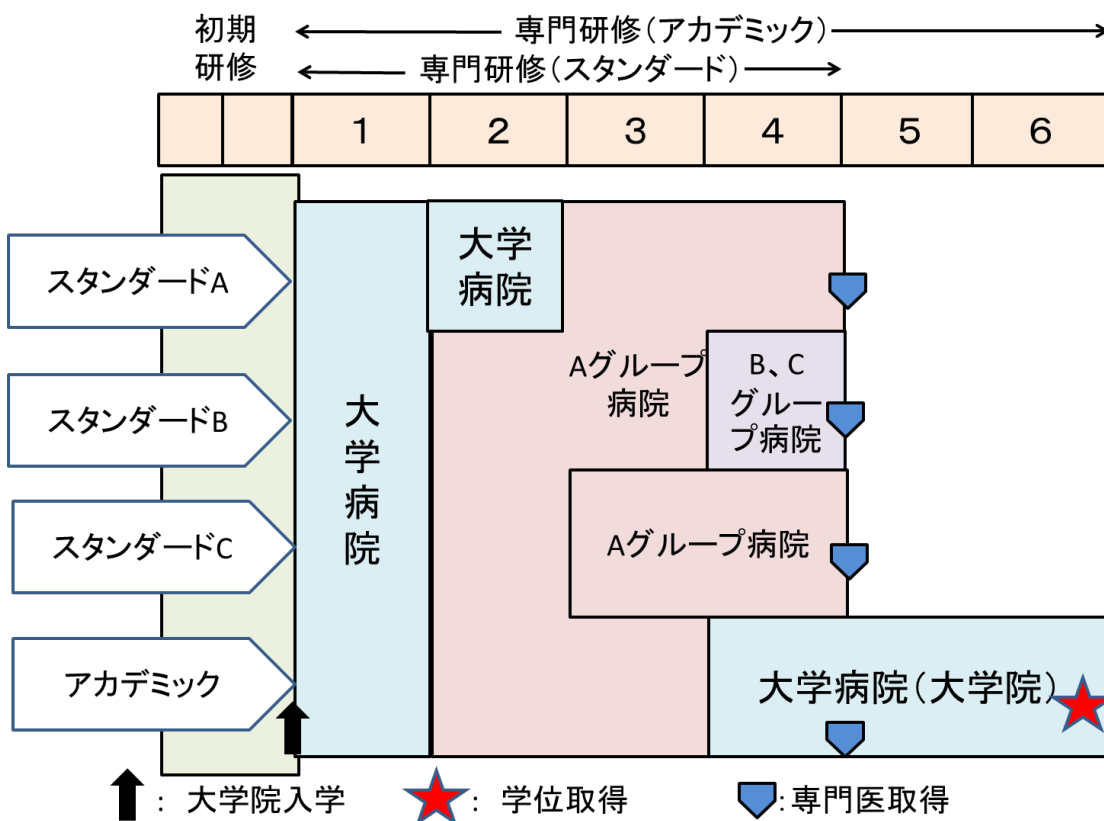 初期
研修
専門研修（アカデミック）
専門研修（スタンダード）
1 2 3 4 5 6
スタンダードA
スタンダードB
スタンダードC
アカデミック
大
学
病
院
大学
病院
Aグループ
病院
B、C
グルー
プ病院
Aグループ病院
大学病院（大学院）
： 大学院入学
： 学位取得
：専門医取得